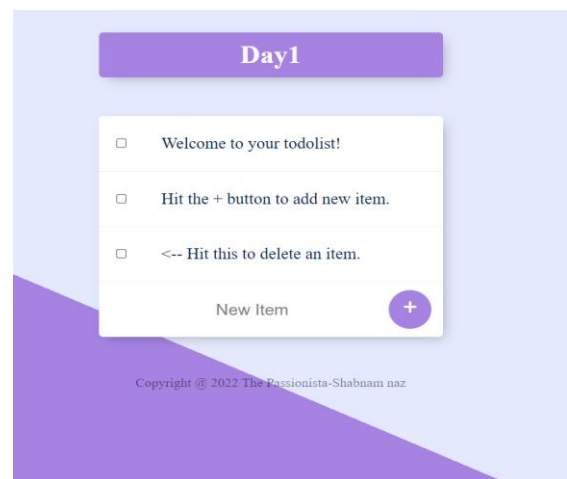 Day1
Welcome to your todolist!
Hit the + button to add new item.
<-- Hit this to delete an item.
New Item +
Copyright @ 2022 The Passionista-Shabnam naz